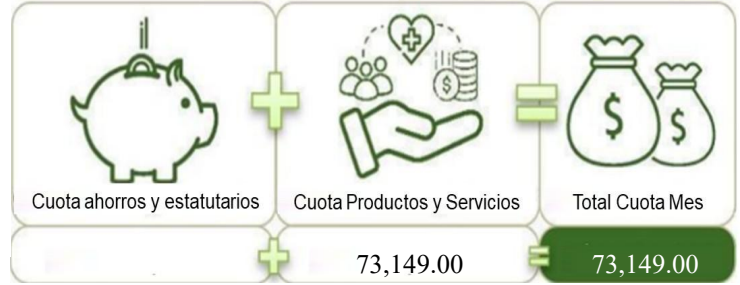 Cuota ahorros y estatutarios
Cuota Productos y Servicios
Total Cuota Mes
+ 73,149.00 = 73,149.00